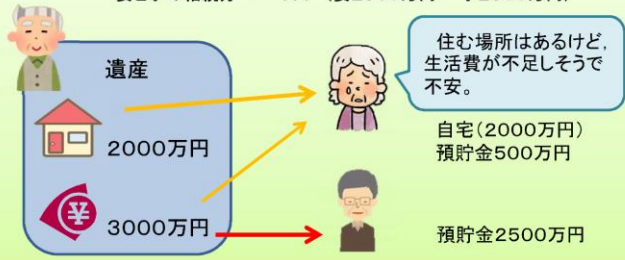 住む場所はあるけど,
生活費が不足しそうで
不安。
遺産
2000万円
自宅(2000万円)
預貯金500万円
¥
3000万円
預貯金2500万円